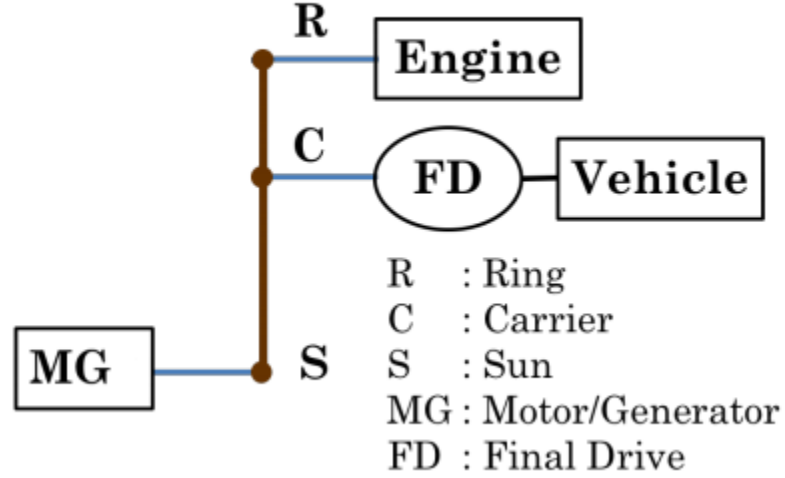 R
Engine
C
FD
Vehicle
R : Ring
C : Carrier
MG
S
S : Sun
MG : Motor/Generator
FD : Final Drive